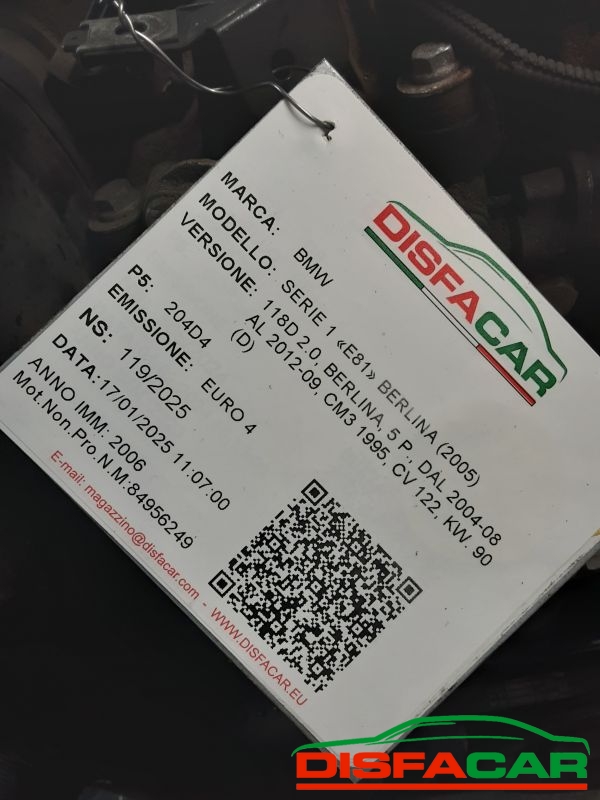 DISFACAR
MARCA: BMW
MODELLO: SERIE 1 «E81» BERLINA (2005)
VERSIONE: 118D 2.0, BERLINA, 5 P., DAL 2004-08
AL 2012-09, CM3 1995, CV 122, KW 90
(D)
P5: 204D4
EMISSIONE: EURO 4
NS: 119/2025
DATA:17/01/2025 11:07.00
ANNO IMM: 2006
Mot.Non.Pro.N.M:84956249
E-mail: magazzino@disfacar.com - WWW.DISFACAR.EU
DISFACAR